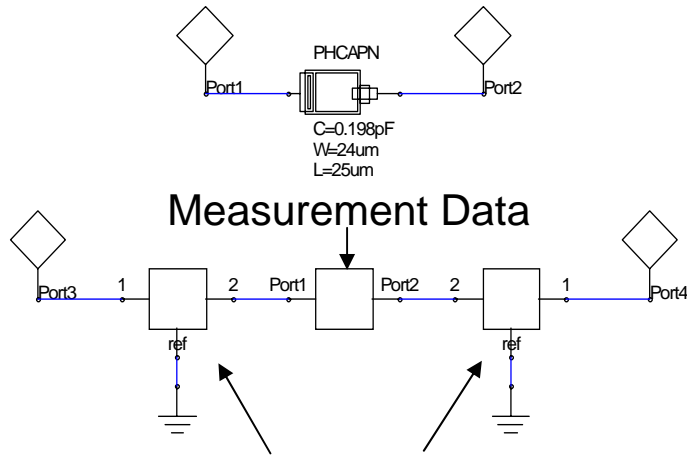 PHCAPN
Port1
Port2
C=0.198pF
W=24um
L=25um
Measurement Data
Port3 1 2 Port1 Port2 2 1 Port4
ref ref